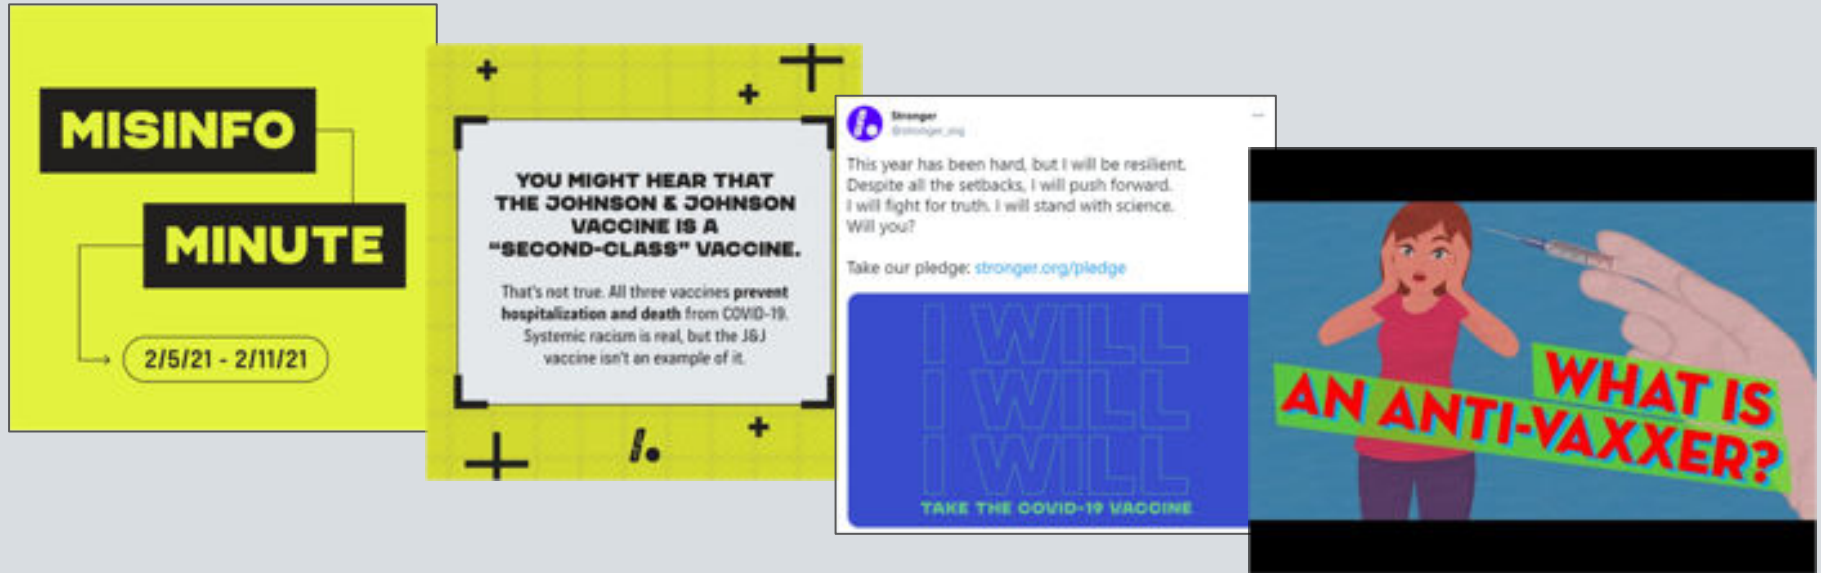 MISINFO
MINUTE
2/5/21 - 2/11/21
YOU MIGHT HEAR THAT
THE JOHNSON & JOHNSON
VACCINE IS A
“SECOND-CLASS” VACCINE.
That's not true. All three vaccines prevent
hospitalization and death from COVID-19.
Systemic racism is real, but the J&J
vaccine isn't an example of it.
Stronger
@stronger_org
This year has been hard, but I will be resilient.
Despite all the setbacks, I will push forward.
I will fight for truth. I will stand with science.
Will you?
Take our pledge: stronger.org/pledge
I WILL
I WILL
I WILL
TAKE THE COVID-19 VACCINE
WHAT IS
AN ANTI-VAXXER?